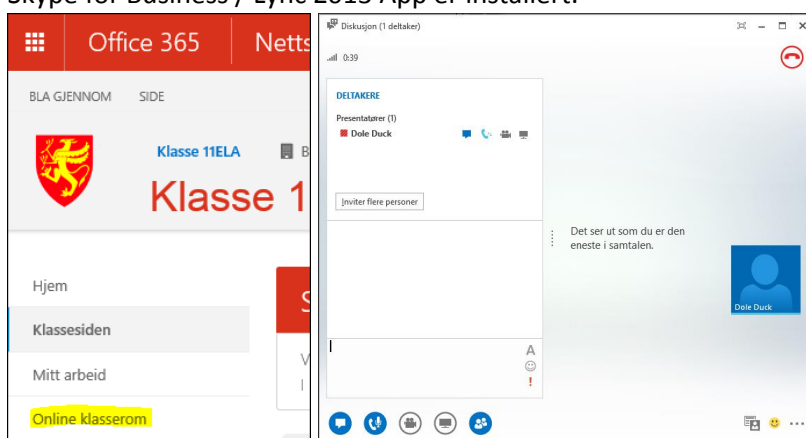 Skype for Business / Lync 2013 App er installert.
Office 365
Netts
BLA GJENNOM SIDE
Klasse 11ELA
B
Klasse 1
Hjem
Klassesiden
Mitt arbeid
Online klasserom
S
V
I
Diskusjon (1 deltaker)
0:39
DELTAKERE
Presentatører (1)
Dole Duck
Inviter flere personer
Det ser ut som du er den
eneste i samtalen.
Dole Duck
A
!